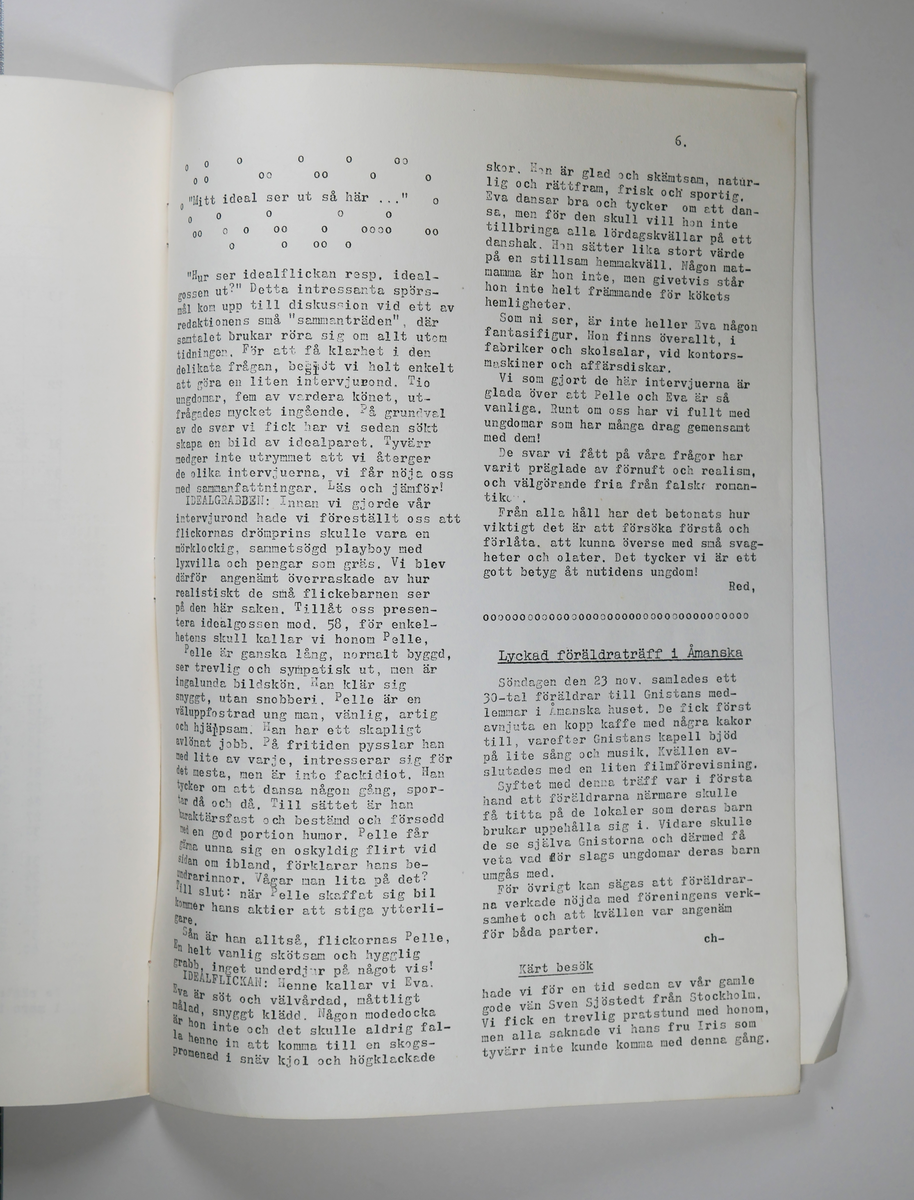 6.
o o o o o oo
o o oo oo o o
o "Mitt ideal ser ut så här ..." o
o o o o o
oo o o oo o oooo oo
o o oo o
"Hur ser idealflickan resp. ideal-
gossen ut?" Detta intressanta spörs-
mål kom upp till diskussion vid ett av
redaktionens små "sammanträden", där
samtalet brukar röra sig om allt utom
tidningen. För att få klarhet i den
delikata frågan, begjöt vi helt enkelt
att göra en liten intervjurond. Tio
ungdomar, fem av vardera könet, ut-
frågades mycket ingående. På grundval
av de svar vi fick har vi sedan sökt
skapa en bild av idealparet. Tyvärr
medger inte utrymmet att vi återger
de olika intervjuerna, vi får nöja oss
med sammanfattningar. Läs och jämför!
IDEALGRABBEN: Innan vi gjorde vår
intervjurond hade vi föreställt oss att
flickornas drömprins skulle vara en
mörklockig, sammetsögd playboy med
lyxvilla och pengar som gräs. Vi blev
därför angenämt överraskade av hur
realistiskt de små flickebarnen ser
på den här saken. Tillåt oss presen-
tera idealgossen mod. 58, för enkel-
hetens skull kallar vi honom Pelle,
Pelle är ganska lång, normalt byggd,
ser trevlig och sympatisk ut, men är
ingalunda bildskön. Han klär sig
snyggt, utan snobberi. Pelle är en
väluppfostrad ung man, vänlig, artig
och hjälpsam. Han har ett skapligt
avlönat jobb. På fritiden pysslar han
med lite av varje, intresserar sig för
det mesta, men är inte fackidiot. Han
tycker om att dansa någon gång, spor-
tar då och då. Till sättet är han
karaktärsfast och bestämd och försedd
med en god portion humor. Pelle får
gärna unna sig en oskyldig flirt vid
sidan om ibland, förklarar hans be-
undrarinnor. Vågar man lita på det?
Till slut: när Pelle skaffat sig bil
kommer hans aktier att stiga ytterli-
gare.
Sån är han alltså, flickornas Pelle,
En helt vanlig skötsam och hygglig
grabb, inget underdjur på något vis!
IDEALFLICKAN: Henne kallar vi Eva.
Eva är söt och välvårdad, måttligt
målad, snyggt klädd. Någon modedocka
är hon inte och det skulle aldrig fal-
la henne in att komma till en skogs-
promenad i snäv kjol och högklackade
skor. Hon är glad och skämtsam, natur-
lig och rättfram, frisk och sportig.
Eva dansar bra och tycker om att dan-
sa, men för den skull vill hon inte
tillbringa alla lördagskvällar på ett
danshak. Hon sätter lika stort värde
på en stillsam hemmakväll. Någon mat-
mamma är hon inte, men givetvis står
hon inte helt främmande för kökets
hemligheter.
Som ni ser, är inte heller Eva någon
fantasifigur. Hon finns överallt, i
fabriker och skolsalar, vid kontors-
maskiner och affärsdiskar.
Vi som gjort de här intervjuerna är
glada över att Pelle och Eva är så
vanliga. Runt om oss har vi fullt med
ungdomar som har många drag gemensamt
med dem!
De svar vi fått på våra frågor har
varit präglade av förnuft och realism,
och välgörande fria från falsk roman-
tik.
Från alla håll har det betonats hur
viktigt det är att försöka förstå och
förlåta, att kunna överse med små svag-
heter och olater. Det tycker vi är ett
gott betyg åt nutidens ungdom!
Red,
ooooooooooooooooooooooooooooooooooo
Lyckad föräldraträff i Åmanska
Söndagen den 23 nov. samlades ett
30-tal föräldrar till Gnistans med-
lemmar i Åmanska huset. De fick först
avnjuta en kopp kaffe med några kakor
till, varefter Gnistans kapell bjöd
på lite sång och musik. Kvällen av-
slutades med en liten filmförevisning.
Syftet med denna träff var i första
hand att föräldrarna närmare skulle
få titta på de lokaler som deras barn
brukar uppehålla sig i. Vidare skulle
de se själva Gnistorna och därmed få
veta vad för slags ungdomar deras barn
umgås med.
För övrigt kan sägas att föräldrar-
na verkade nöjda med föreningens verk-
samhet och att kvällen var angenäm
för båda parter.
ch-
Kärt besök
hade vi för en tid sedan av vår gamle
gode vän Sven Sjöstedt från Stockholm.
Vi fick en trevlig pratstund med honom,
men alla saknade vi hans fru Iris som
tyvärr inte kunde komma med denna gång.